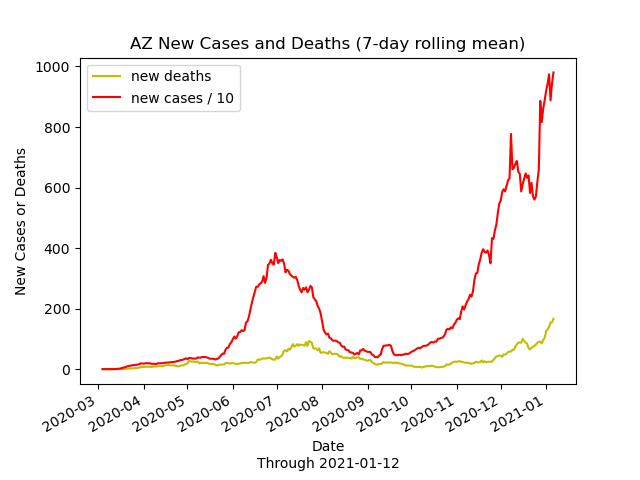 AZ New Cases and Deaths (7-day rolling mean)
new deaths
new cases / 10
New Cases or Deaths
1000
800
600
400
200
0
2020-03
2020-04
2020-05
2020-06
2020-07
2020-08
2020-09
2020-10
2020-11
2020-12
2021-01
Date
Through 2021-01-12